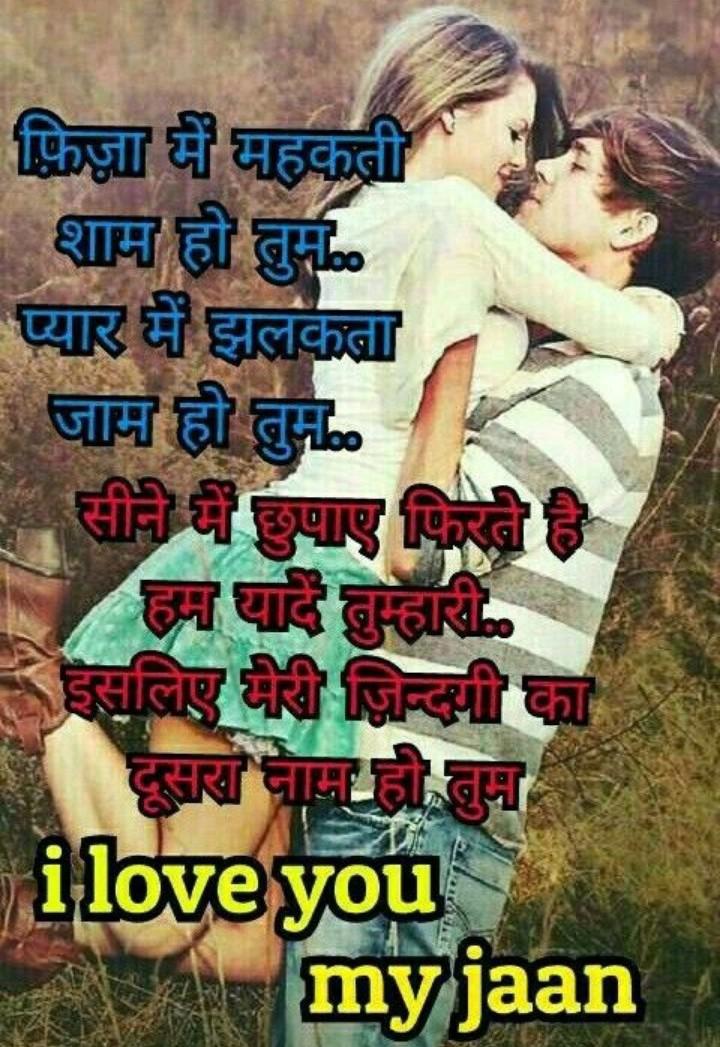 फ़िज़ा में महकती
शाम हो तुम..
प्यार में झलकता
जाम हो तुम..
सीने में छुपाए फिरते है
हम यादें तुम्हारी..
इसलिए मेरी ज़िन्दगी का
दूसरा नाम हो तुम
i love you
my jaan